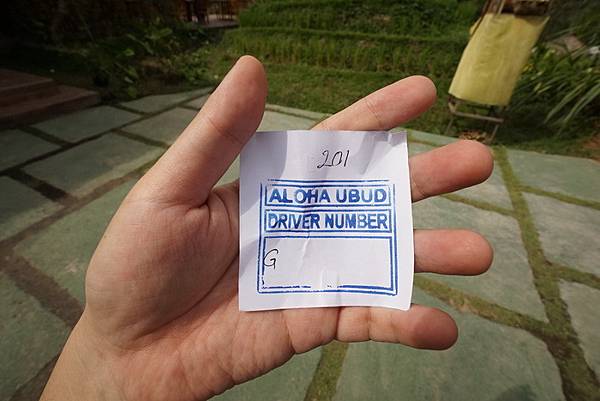 201
ALOHA UBUD
DRIVER NUMBER
G